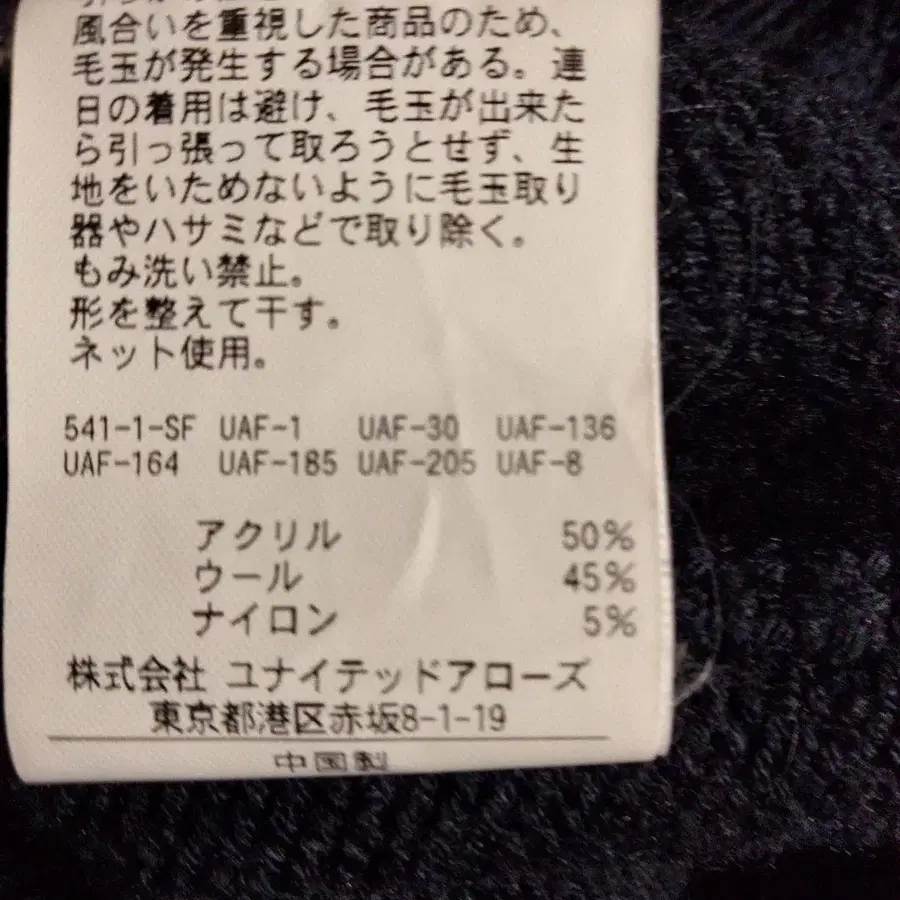 風合いを重視した商品のため、
毛玉が発生する場合がある。連
日の着用は避け、毛玉が出来た
ら引っ張って取ろうとせず、生
地をいためないように毛玉取り
器やハサミなどで取り除く。
もみ洗い禁止。
形を整えて干す。
ネット使用。
541-1-SF UAF-1 UAF-30 UAF-136
UAF-164 UAF-185 UAF-205 UAF-8
アクリル 50%
ウール 45%
ナイロン 5%
株式会社 ユナイテッドアローズ
東京都港区赤坂8-1-19
中国製